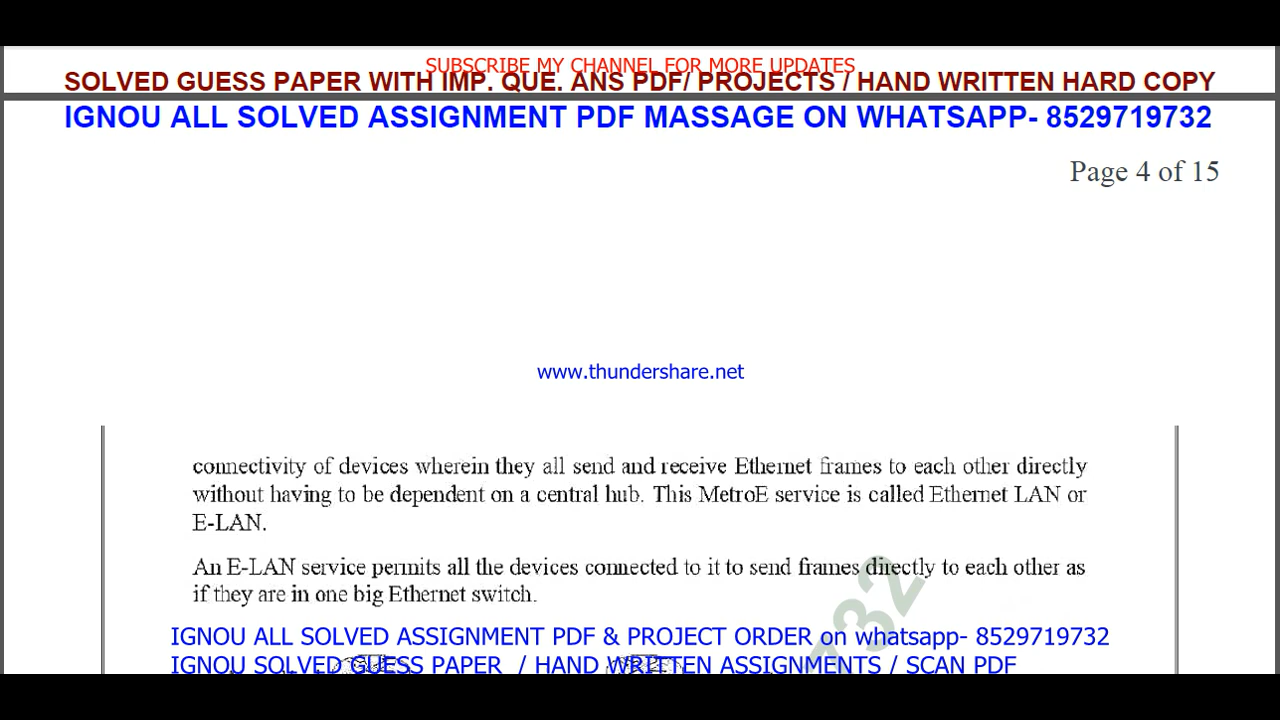 SUBSCRIBE MY CHANNEL FOR MORE UPDATES
SOLVED GUESS PAPER WITH IMP. QUE. ANS PDF/ PROJECTS / HAND WRITTEN HARD COPY
IGNOU ALL SOLVED ASSIGNMENT PDF MASSAGE ON WHATSAPP- 8529719732
Page 4 of 15
www.thundershare.net
connectivity of devices wherein they all send and receive Ethernet frames to each other directly
without having to be dependent on a central hub. This MetroE service is called Ethernet LAN or
E-LAN.
An E-LAN service permits all the devices connected to it to send frames directly to each other as
if they are in one big Ethernet switch.
732
IGNOU ALL SOLVED ASSIGNMENT PDF & PROJECT ORDER on whatsapp- 8529719732
IGNOU SOLVED GUESS PAPER / HAND WRITTEN ASSIGNMENTS / SCAN PDF